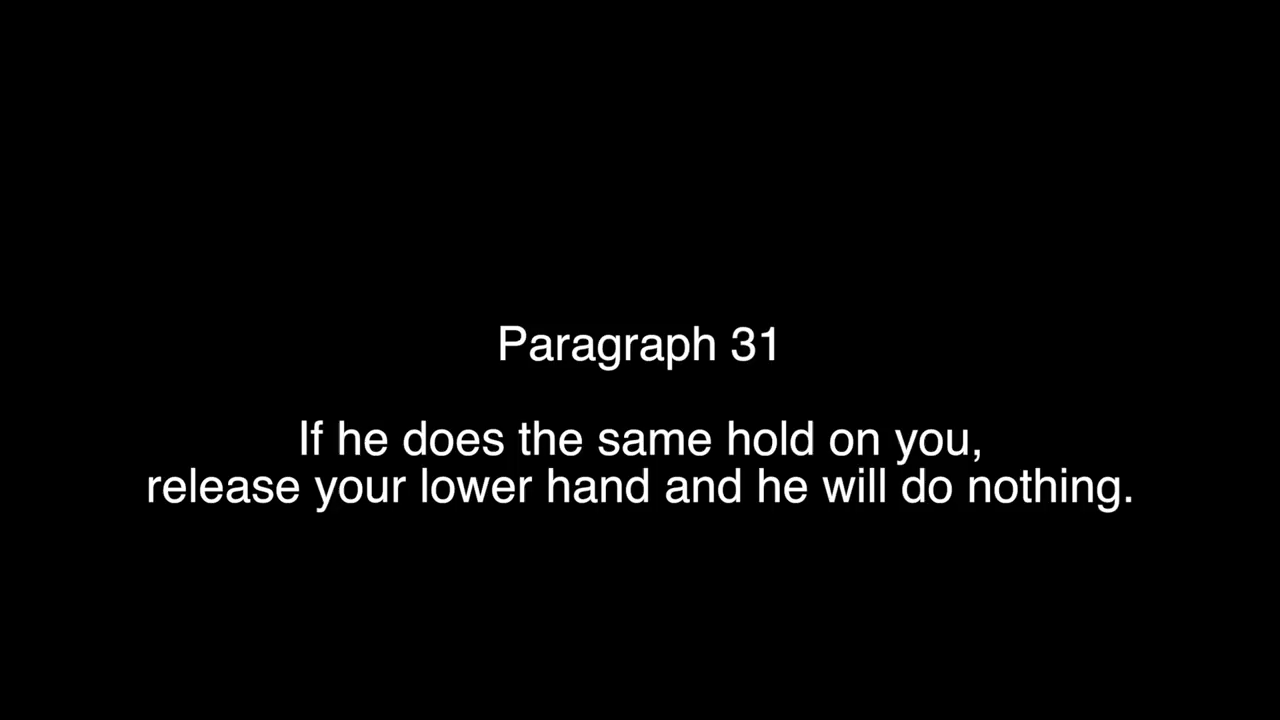 Paragraph 31
If he does the same hold on you,
release your lower hand and he will do nothing.